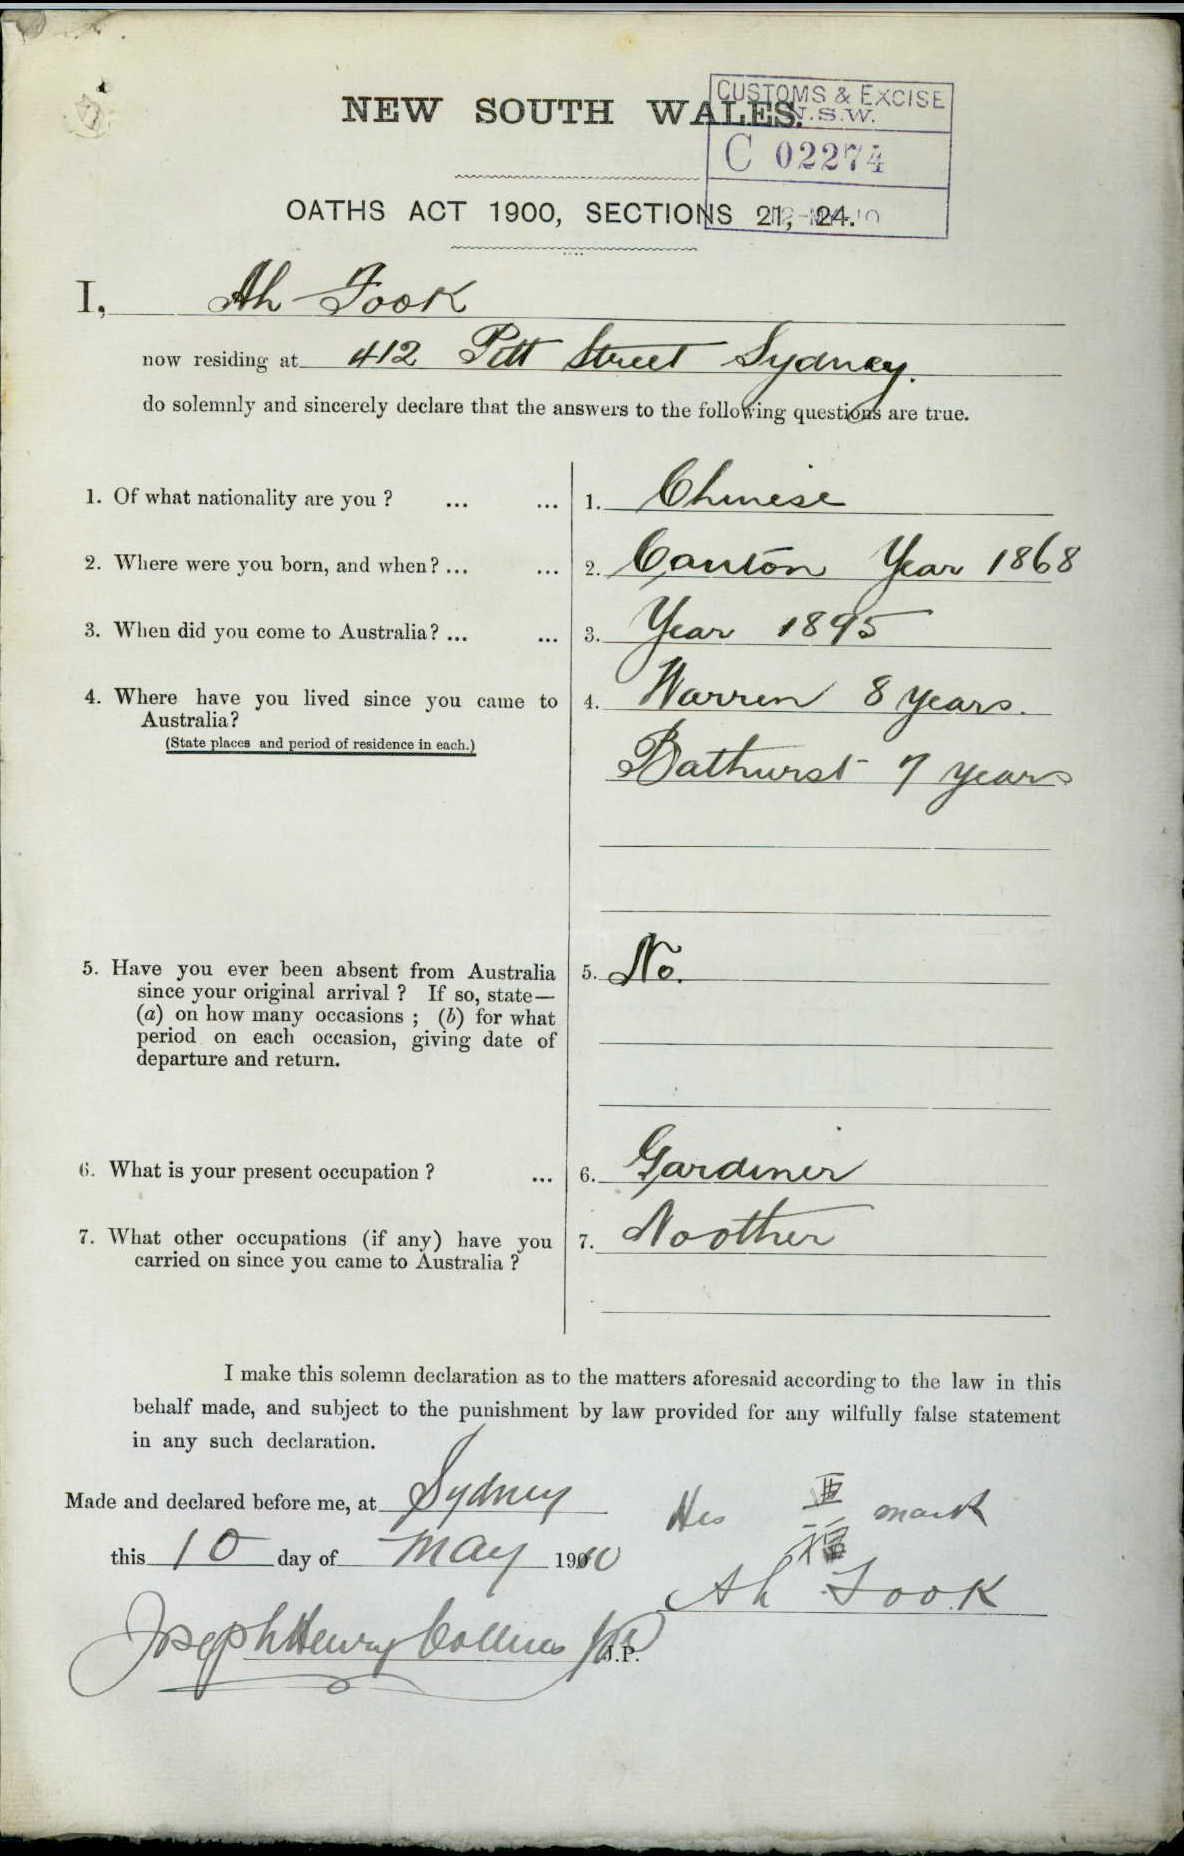 CUSTOMS & EXCISE
N.S.W.
C 02274
NEW SOUTH WALES.
OATHS ACT 1900, SECTIONS 21, 24.
I, Ah Fook
now residing at 412 Pitt Street Sydney.
do solemnly and sincerely declare that the answers to the following questions are true.
1. Of what nationality are you ? ... ... 1. Chinese
2. Where were you born, and when ? ... ... 2. Canton Year 1868
3. When did you come to Australia ? ... ... 3. Year 1895
4. Where have you lived since you came to 4. Warren 8 years.
Australia?
(State places and period of residence in each.)
Bathurst 7 years
5. Have you ever been absent from Australia 5. No.
since your original arrival ? If so, state—
(a) on how many occasions ; (b) for what
period on each occasion, giving date of
departure and return.
6. What is your present occupation ? ... 6. Gardiner
7. What other occupations (if any) have you 7. No other
carried on since you came to Australia ?
I make this solemn declaration as to the matters aforesaid according to the law in this
behalf made, and subject to the punishment by law provided for any wilfully false statement
in any such declaration.
Made and declared before me, at Sydney
His 亜福 mark
this 10 day of May 1910
Ah Fook
Joseph Henry Collins JP
J.P.